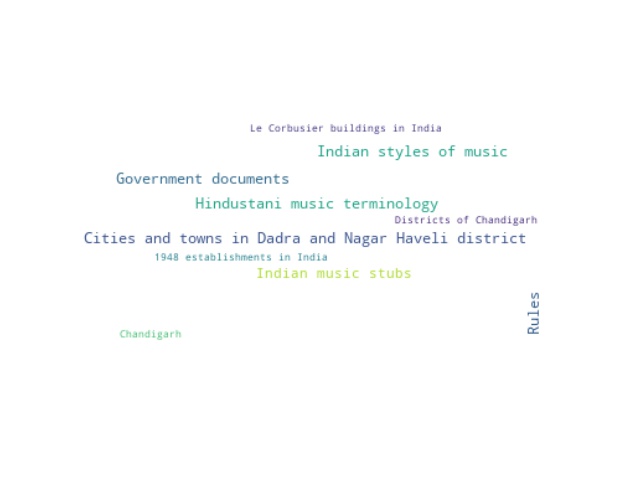 Le Corbusier buildings in India
Indian styles of music
Government documents
Hindustani music terminology
Districts of Chandigarh
Cities and towns in Dadra and Nagar Haveli district
1948 establishments in India
Indian music stubs
Rules
Chandigarh